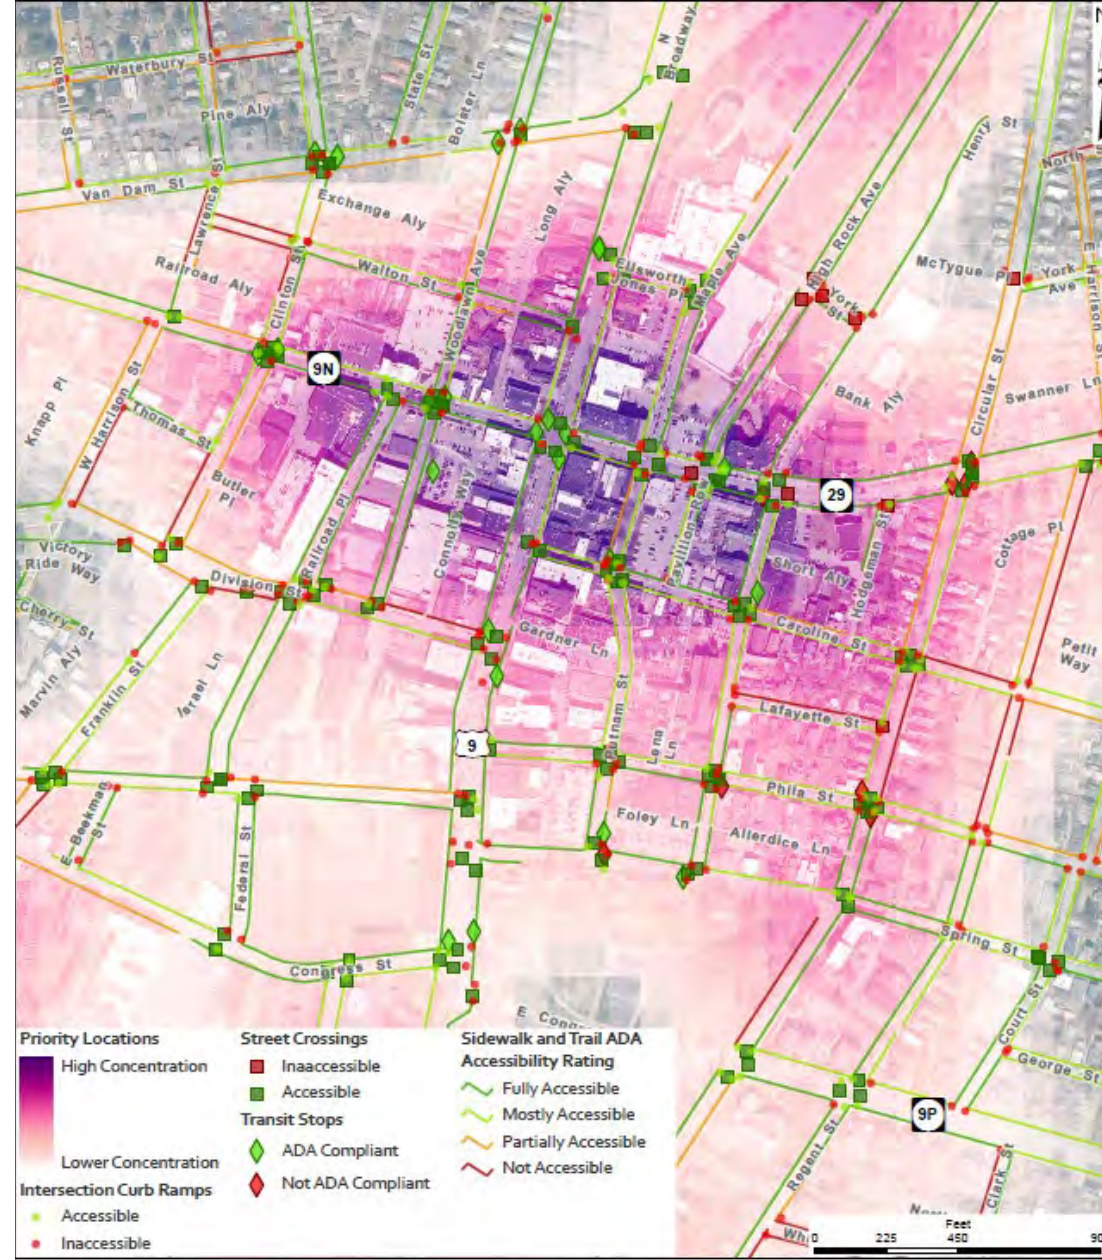 N
N
Broadway
Russell St
Waterbury St
State St
Bolster Ln
Pine Aly
Henry St
North
Van Dam St
Lawrence St
Exchange Aly
Long Aly
High Rock Ave
Railroad Aly
Clinton St
Walton St
Woodlawn Ave
Ellsworth
Jones Pl
Maple Ave
York
St
McTygue Pl
York
Ave
E Harrison St
9N
Knapp Pl
W Harrison St
Thomas St
Bank Aly
Circular St
Swanner Ln
Butler
Pl
Railroad Pl
Connolly Way
Pavillion Row
29
Victory
Ride Way
Division St
Short Aly
Hodgeman St
Cottage Pl
Cherry St
Marvin Aly
Franklin St
Israel Ln
Gardner Ln
Caroline St
Petit
Way
Putnam St
Lena
Ln
Lafayette St
9
E Beekman
St
Federal St
Foley Ln
Phila St
Allerdice Ln
Congress St
Spring St
Court St
George St
9P
Regent St
Clark St
Priority Locations
High Concentration
Lower Concentration
Intersection Curb Ramps
Accessible
Inaccessible
Street Crossings
Inaaccessible
Accessible
Transit Stops
ADA Compliant
Not ADA Compliant
Sidewalk and Trail ADA
Accessibility Rating
Fully Accessible
Mostly Accessible
Partially Accessible
Not Accessible
Feet
0 225 450